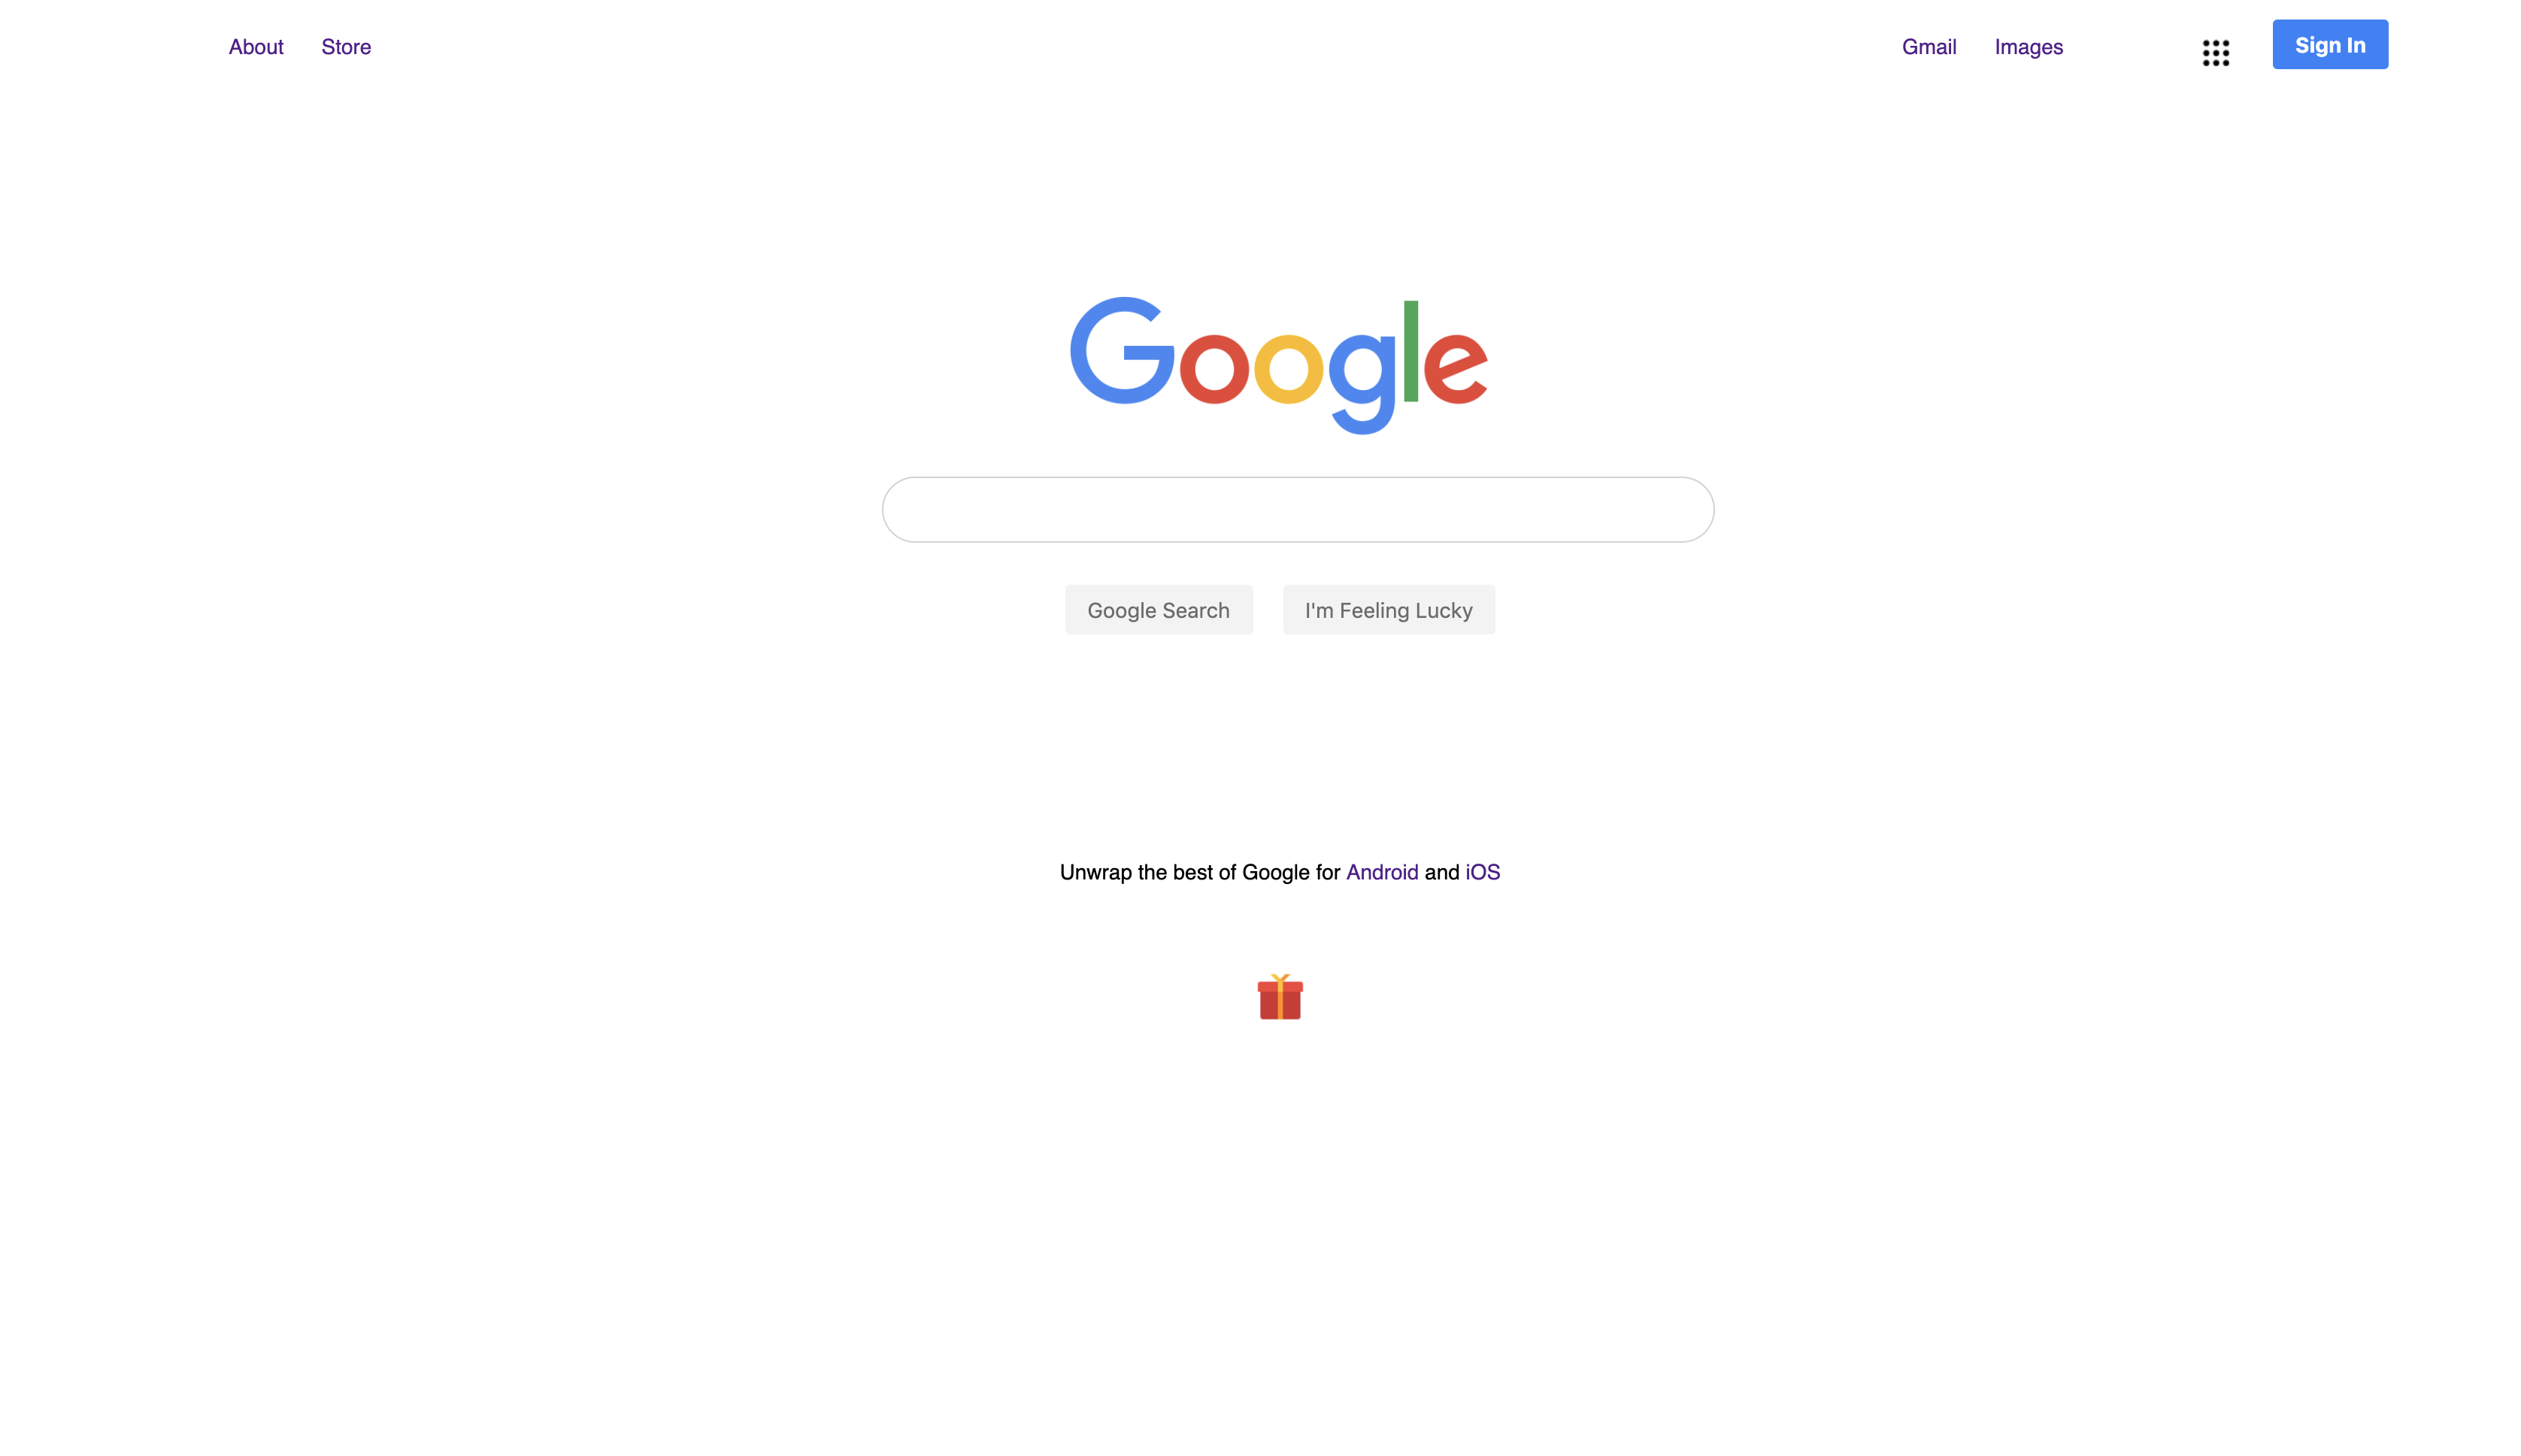 About Store Gmail Images Sign In
Google
Google Search I'm Feeling Lucky
Unwrap the best of Google for Android and iOS